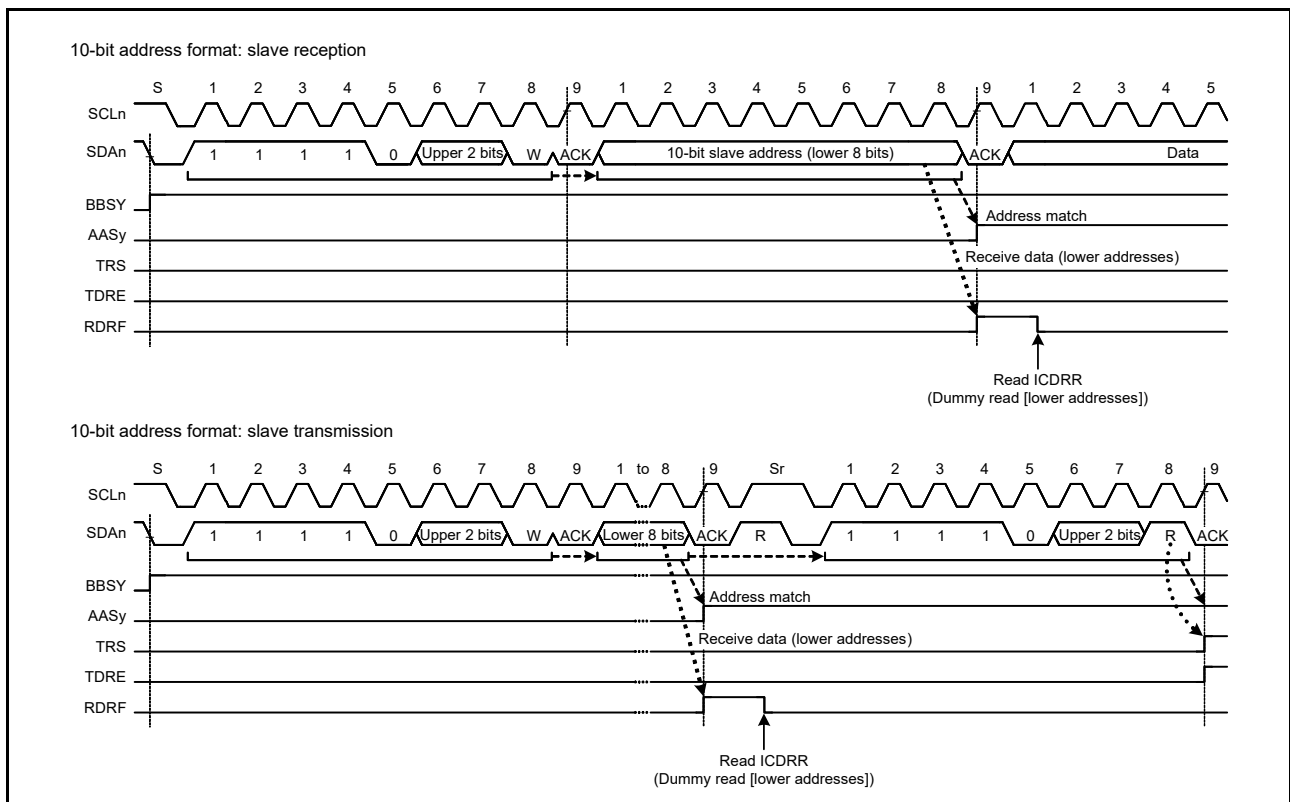 10-bit address format: slave reception
S 1 2 3 4 5 6 7 8 9 1 2 3 4 5 6 7 8 9 1 2 3 4 5
SCLn
SDAn 1 1 1 1 0 Upper 2 bits W ACK 10-bit slave address (lower 8 bits) ACK Data
BBSY
Address match
AASy
Receive data (lower addresses)
TRS
TDRE
RDRF
Read ICDRR
(Dummy read [lower addresses])
10-bit address format: slave transmission
S 1 2 3 4 5 6 7 8 9 1 to 8 9 Sr 1 2 3 4 5 6 7 8 9
SCLn
SDAn 1 1 1 1 0 Upper 2 bits W ACK Lower 8 bits ACK R 1 1 1 1 0 Upper 2 bits R ACK
BBSY
Address match
AASy
Receive data (lower addresses)
TRS
TDRE
RDRF
Read ICDRR
(Dummy read [lower addresses])